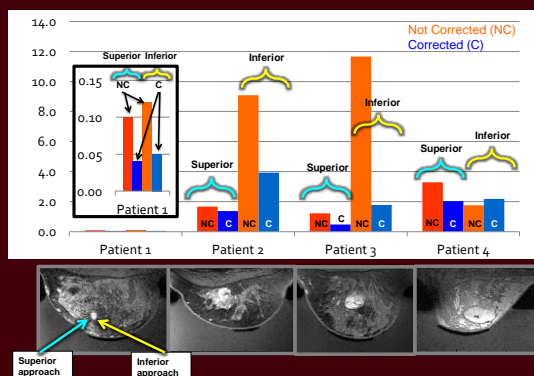 14.0
12.0
10.0
8.0
6.0
4.0
2.0
0.0
Not Corrected (NC)
Corrected (C)
Superior Inferior
NC C
0.15
0.10
0.05
0.00
Patient 1
Superior
Inferior
NC C NC C
Superior
Inferior
NC C NC C
Superior
Inferior
NC C NC C
Patient 1 Patient 2 Patient 3 Patient 4
Superior
approach
Inferior
approach